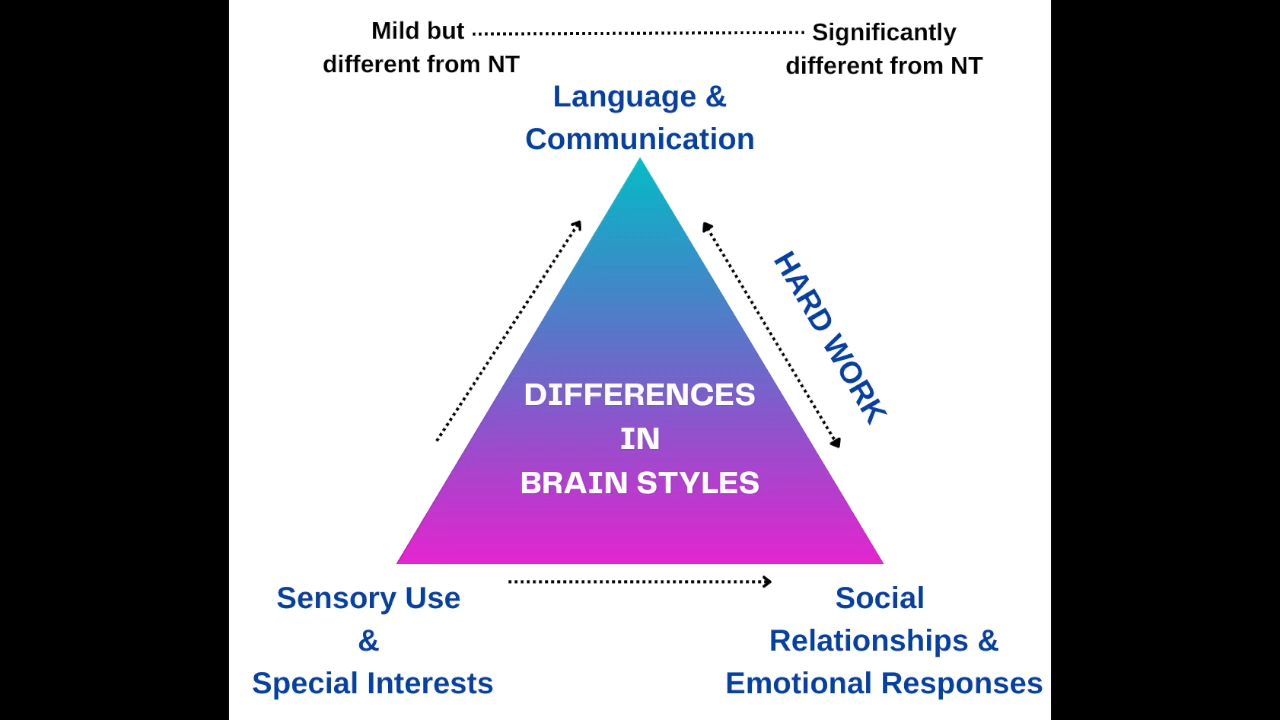 Mild but
different from NT
Significantly
different from NT
Language &
Communication
HARD WORK
DIFFERENCES
IN
BRAIN STYLES
Sensory Use
&
Special Interests
Social
Relationships &
Emotional Responses